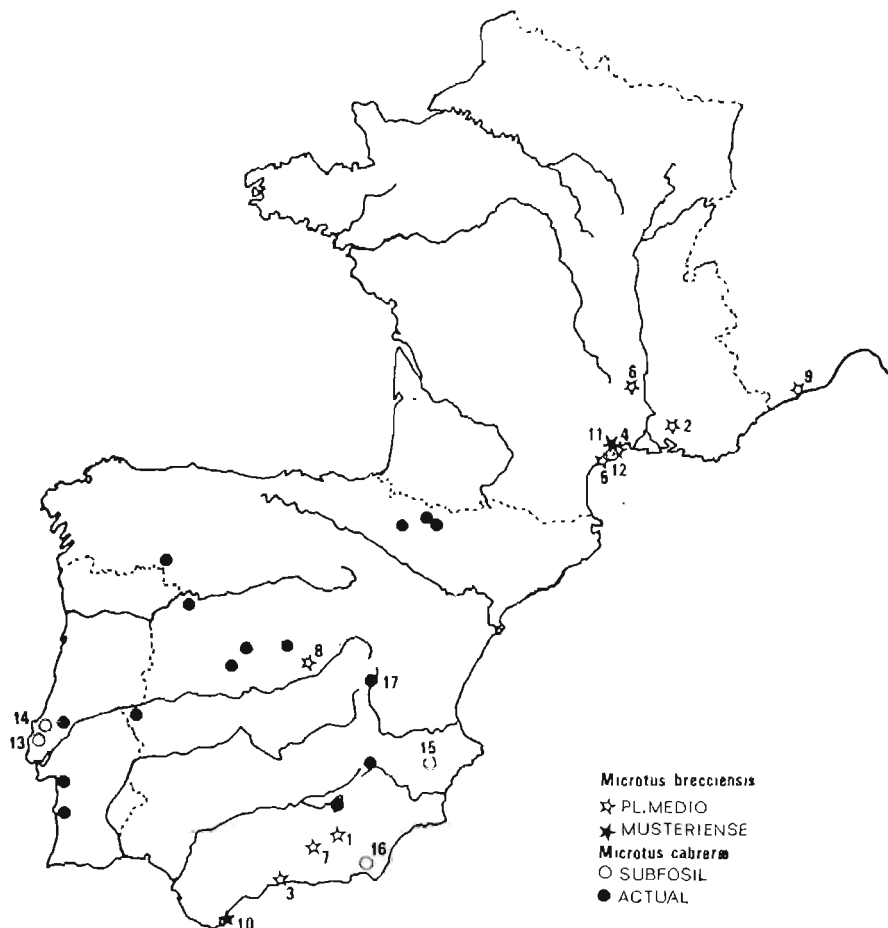 6
9
2
11
4
5
12
8
17
14
13
15
1
7
16
3
10
Microtus brecciensis
PL.MEDIO
MUSTERIENSE
Microtus cabrerae
SUBFOSIL
ACTUAL